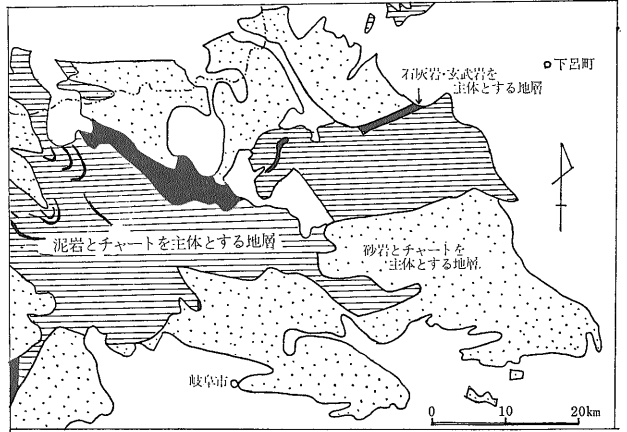 下呂町
石灰岩・玄武岩を
主体とする地層
泥岩とチャートを主体とする地層
砂岩とチャートを
主体とする地層
岐阜市
0 10 20km